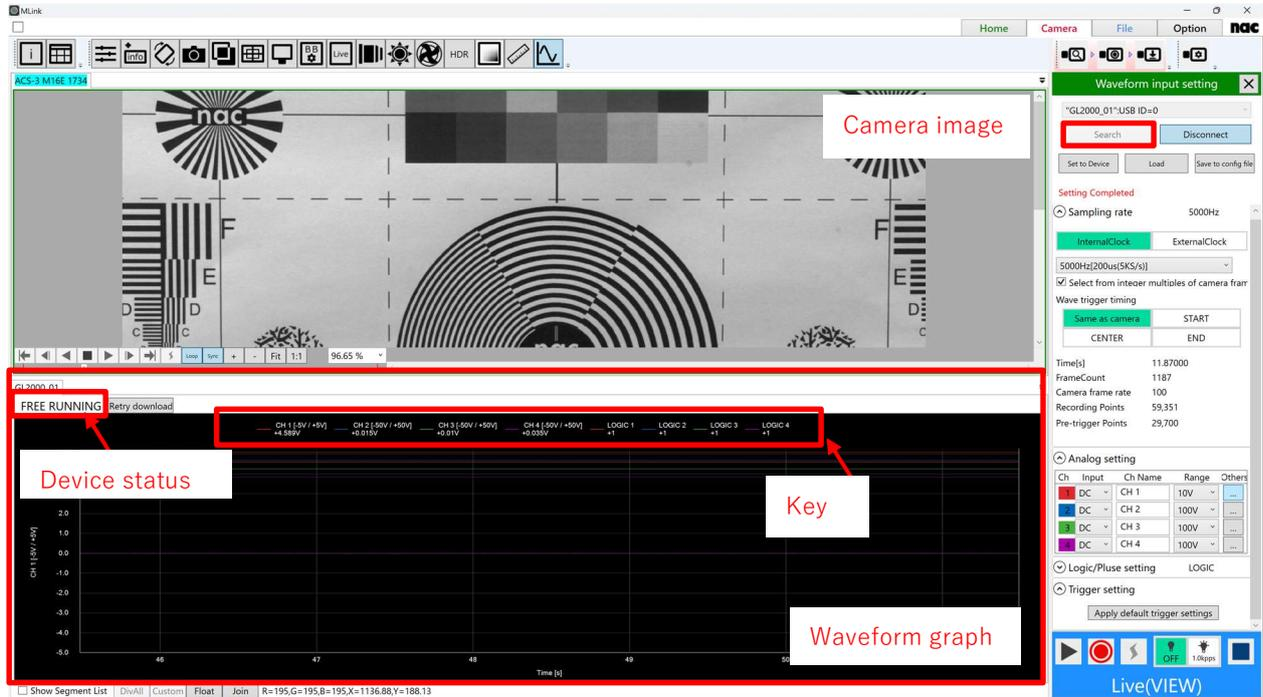 MLink
Home Camera File Option nac
i info BB Live HDR
ACS-3 M16E 1734
Waveform input setting
"GL2000_01":USB ID=0
Search Disconnect
Set to Device Load Save to config file
Setting Completed
Sampling rate 5000Hz
InternalClock ExternalClock
5000Hz[200us(5KS/s)]
Select from integer multiples of camera fram
Wave trigger timing
Same as camera START
CENTER END
Time[s] 11.87000
FrameCount 1187
Camera frame rate 100
Recording Points 59,351
Pre-trigger Points 29,700
Analog setting
Ch Input Ch Name Range Others
1 DC CH 1 10V ...
2 DC CH 2 100V ...
3 DC CH 3 100V ...
4 DC CH 4 100V ...
Logic/Pluse setting LOGIC
Trigger setting
Apply default trigger settings
OFF 1.0kpps
Live(VIEW)
nac
Camera image
F F
E E
D D D
C C C
Loop Sync + - Fit 1:1 96.65 %
GL2000_01
FREE RUNNING Retry download
CH 1 [-5V / +5V] CH 2 [-50V / +50V] CH 3 [-50V / +50V] CH 4 [-50V / +50V] LOGIC 1 LOGIC 2 LOGIC 3 LOGIC 4
+4.589V +0.015V +0.01V +0.035V +1 +1 +1 +1
Device status
Key
CH 1 [-5V / +5V]
2.0
1.0
0.0
-1.0
-2.0
-3.0
-4.0
-5.0
Waveform graph
46 47 48 49 50
Time [s]
Show Segment List DivAll Custom Float Join R=195,G=195,B=195,X=1136.88,Y=188.13